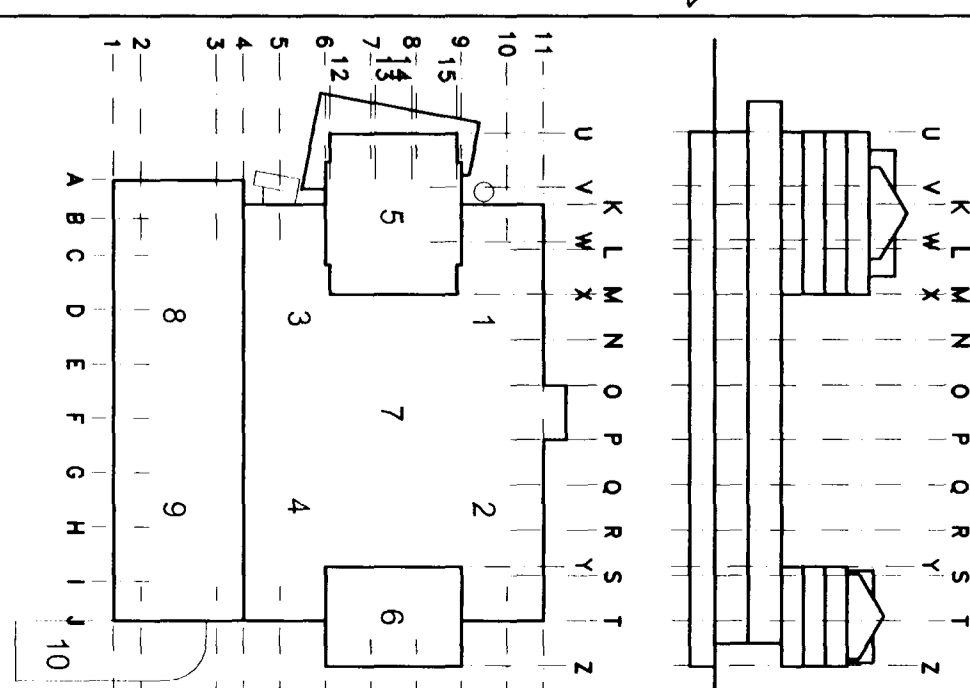 1 2 3 4 5 6 7 8 9 10 11
12 13 14 15
U V W X Y Z
K L M N O P Q R S T
A B C D E F G H I J
U V W X Y Z
K L M N O P Q R S T
5
3 1
8
7
9 4 2
6
10